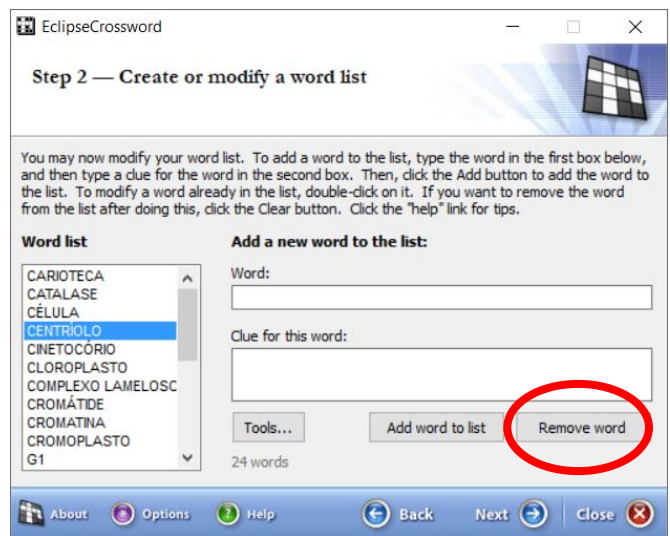 EclipseCrossword
Step 2 — Create or modify a word list
You may now modify your word list. To add a word to the list, type the word in the first box below,
and then type a clue for the word in the second box. Then, click the Add button to add the word to
the list. To modify a word already in the list, double-click on it. If you want to remove the word
from the list after doing this, click the Clear button. Click the "help" link for tips.
Word list
CARIOTECA
CATALASE
CÉLULA
CENTRÍOLO
CINETOCÓRIO
CLOROPLASTO
COMPLEXO LAMELOSC
CROMÁTIDE
CROMATINA
CROMOPLASTO
G1
Add a new word to the list:
Word:
Clue for this word:
Tools... Add word to list Remove word
24 words
About Options Help Back Next Close